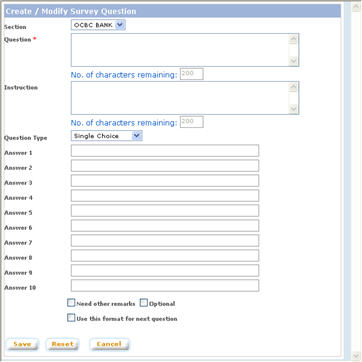 Create / Modify Survey Question
Section OCBC BANK
Question *
No. of characters remaining: 200
Instruction
No. of characters remaining: 200
Question Type Single Choice
Answer 1
Answer 2
Answer 3
Answer 4
Answer 5
Answer 6
Answer 7
Answer 8
Answer 9
Answer 10
Need other remarks Optional
Use this format for next question
Save Reset Cancel